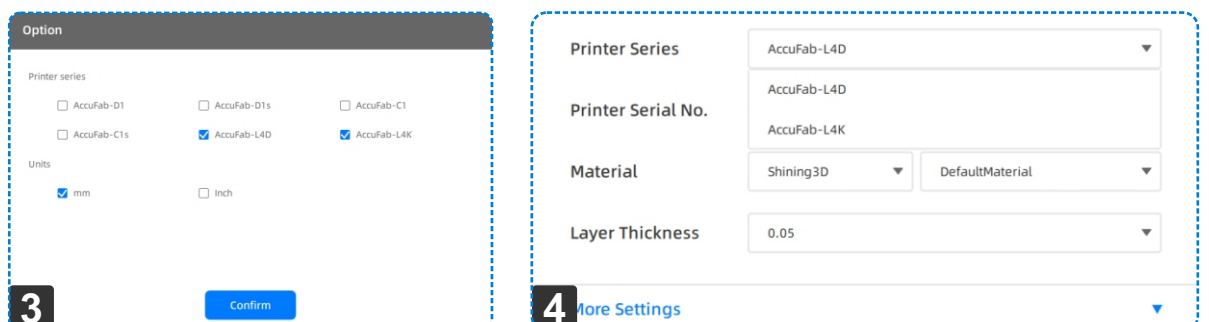 Option
Printer series
AccuFab-D1 AccuFab-D1s AccuFab-C1
AccuFab-C1s AccuFab-L4D AccuFab-L4K
Units
mm Inch
Confirm
3
Printer Series AccuFab-L4D
AccuFab-L4D
Printer Serial No.
AccuFab-L4K
Material Shining3D DefaultMaterial
Layer Thickness 0.05
4 More Settings